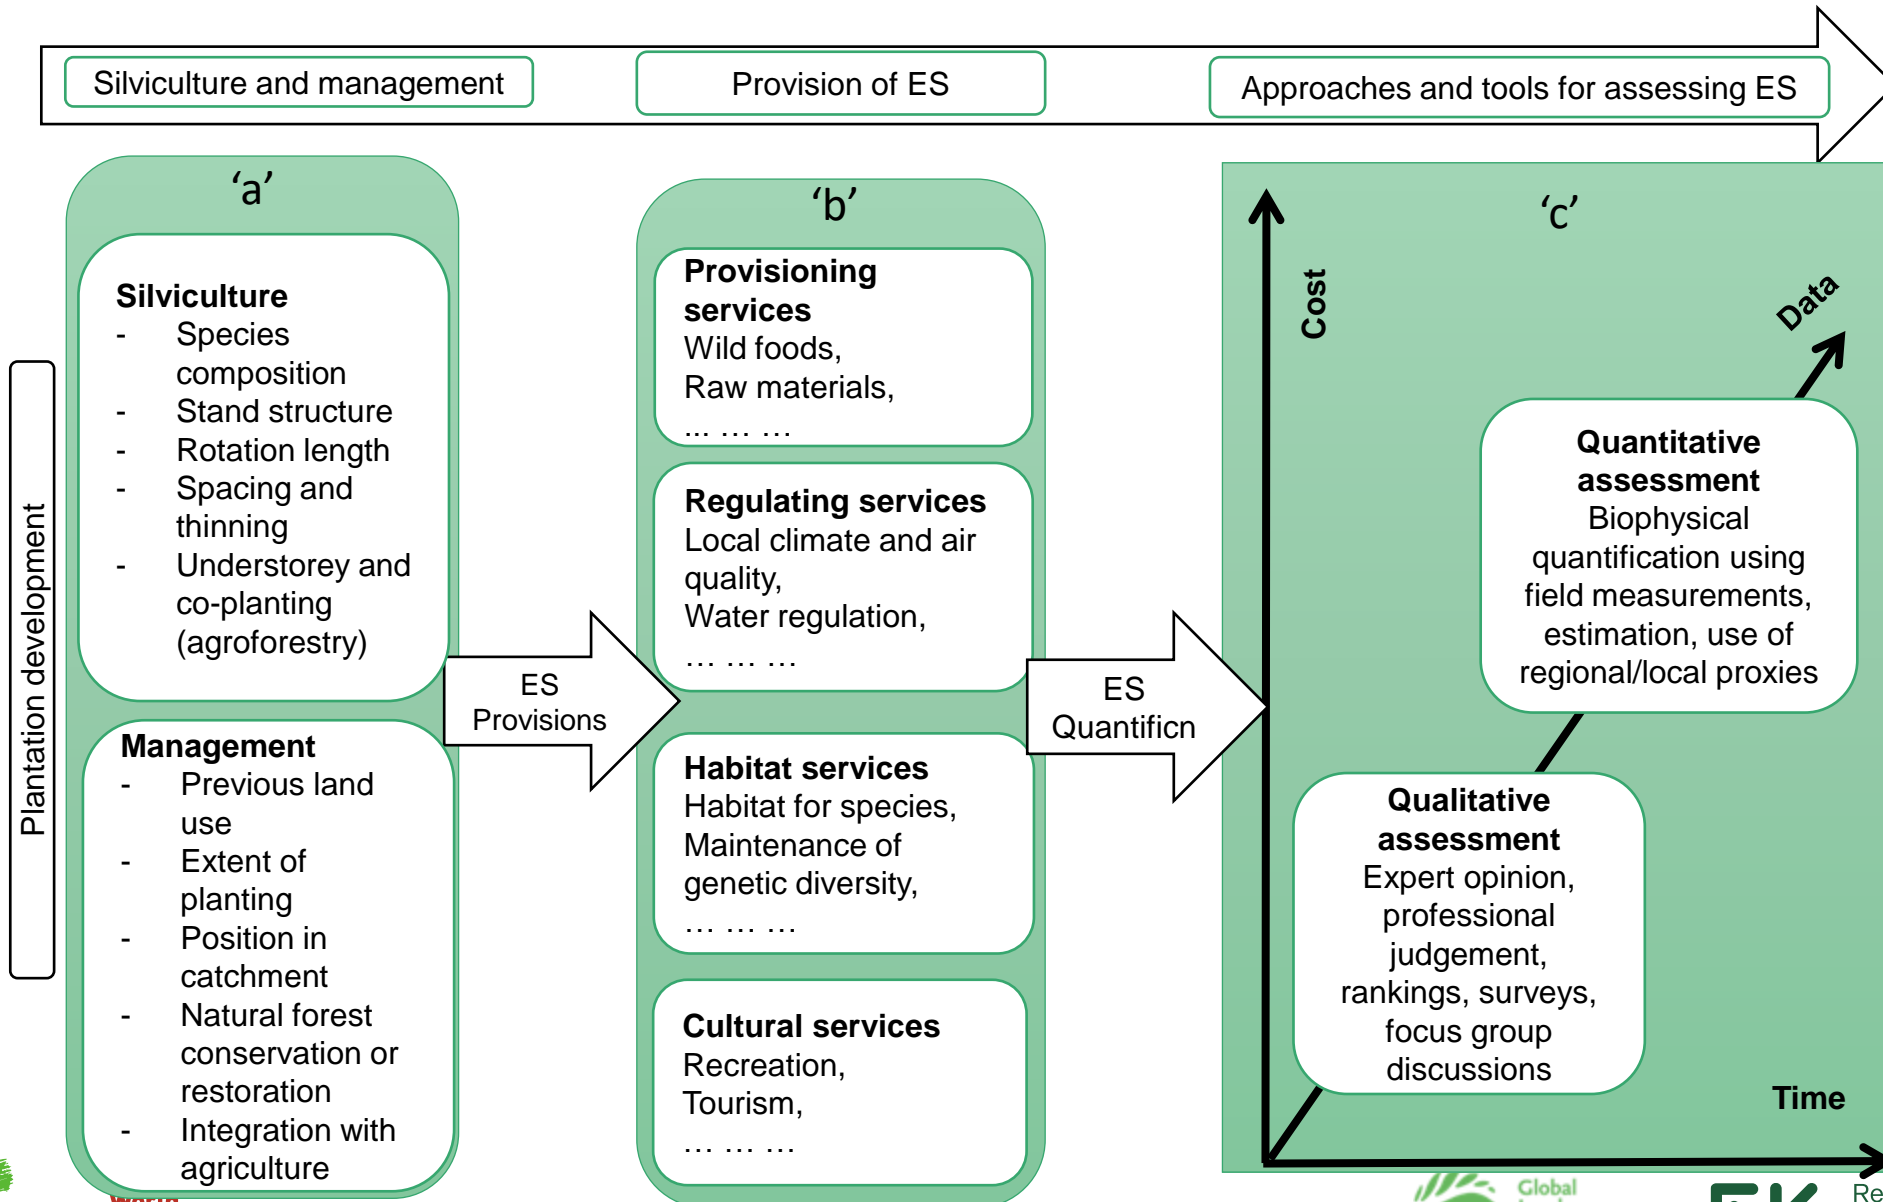 Silviculture and management
Provision of ES
Approaches and tools for assessing ES
Plantation development
‘a’
Silviculture
- Species
composition
- Stand structure
- Rotation length
- Spacing and
thinning
- Understorey and
co-planting
(agroforestry)
Management
- Previous land
use
- Extent of
planting
- Position in
catchment
- Natural forest
conservation or
restoration
- Integration with
agriculture
ES
Provisions
‘b’
Provisioning
services
Wild foods,
Raw materials,
... ... ...
Regulating services
Local climate and air
quality,
Water regulation,
... ... ...
Habitat services
Habitat for species,
Maintenance of
genetic diversity,
... ... ...
Cultural services
Recreation,
Tourism,
... ... ...
ES
Quantificn
‘c’
Cost
Data
Quantitative
assessment
Biophysical
quantification using
field measurements,
estimation, use of
regional/local proxies
Qualitative
assessment
Expert opinion,
professional
judgement,
rankings, surveys,
focus group
discussions
Time
Global